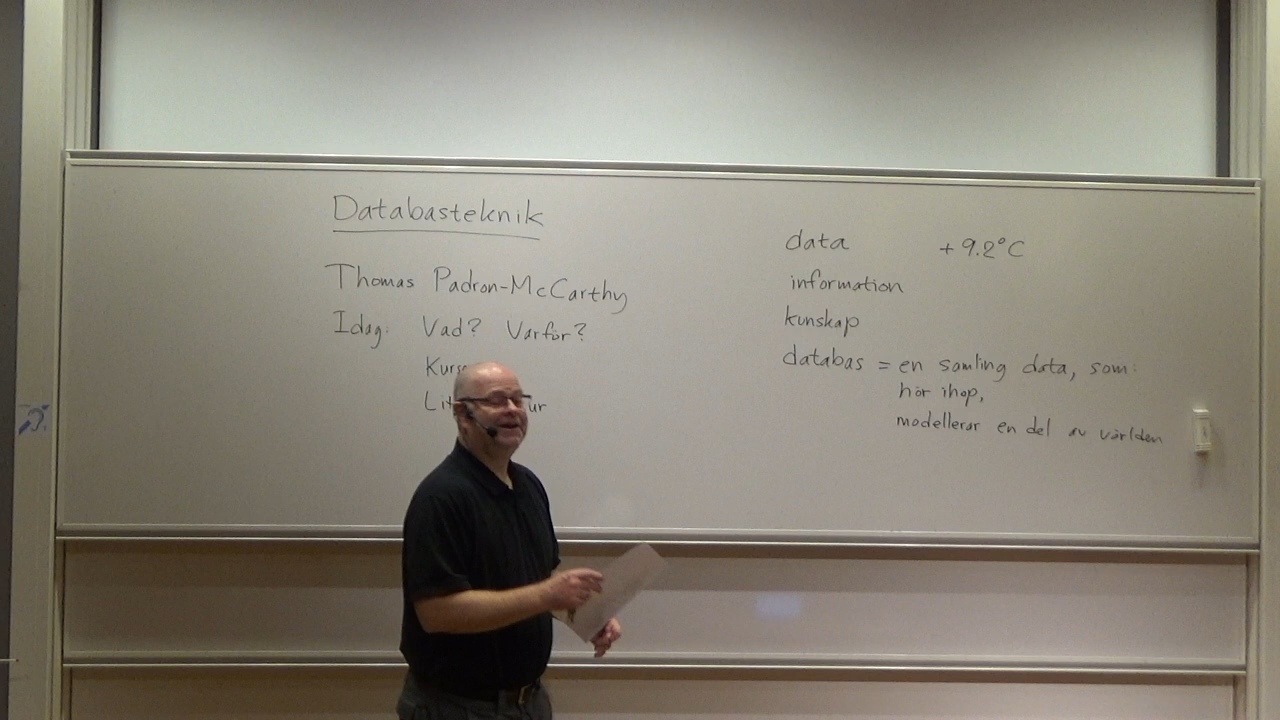 Databasteknik
Thomas Padron-McCarthy
Idag: Vad? Varför?
data +9.2°C
information
kunskap
databas = en samling data, som:
hör ihop,
modellerar en del av världen